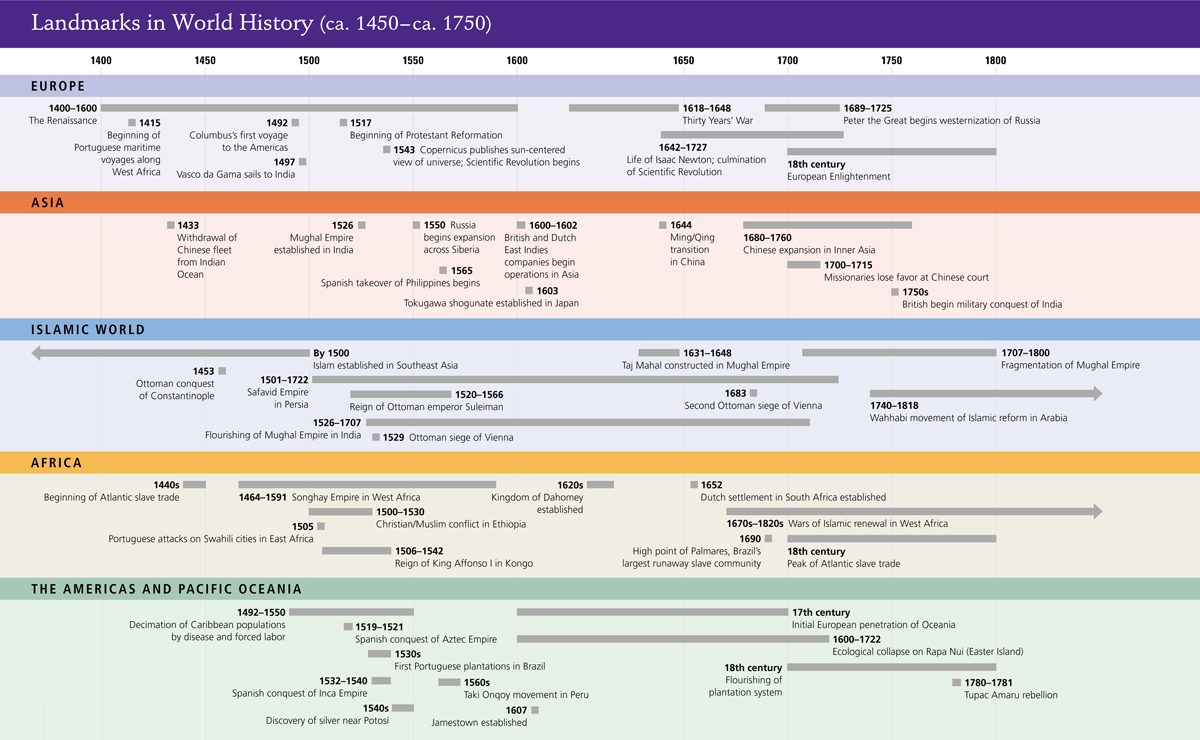 Landmarks in World History (ca. 1450–ca. 1750)
1400 1450 1500 1550 1600 1650 1700 1750 1800
EUROPE
1400–1600
The Renaissance
1415
Beginning of
Portuguese maritime
voyages along
West Africa
1492
Columbus’s first voyage
to the Americas
1497
Vasco da Gama sails to India
1517
Beginning of Protestant Reformation
1543 Copernicus publishes sun-centered
view of universe; Scientific Revolution begins
1618–1648
Thirty Years’ War
1642–1727
Life of Isaac Newton; culmination
of Scientific Revolution
1689–1725
Peter the Great begins westernization of Russia
18th century
European Enlightenment
ASIA
1433
Withdrawal of
Chinese fleet
from Indian
Ocean
1526
Mughal Empire
established in India
1550 Russia
begins expansion
across Siberia
1565
Spanish takeover of Philippines begins
1600–1602
British and Dutch
East Indies
companies begin
operations in Asia
1603
Tokugawa shogunate established in Japan
1644
Ming/Qing
transition
in China
1680–1760
Chinese expansion in Inner Asia
1700–1715
Missionaries lose favor at Chinese court
1750s
British begin military conquest of India
ISLAMIC WORLD
By 1500
Islam established in Southeast Asia
1453
Ottoman conquest
of Constantinople
1501–1722
Safavid Empire
in Persia
1520–1566
Reign of Ottoman emperor Suleiman
1526–1707
Flourishing of Mughal Empire in India
1529 Ottoman siege of Vienna
1631–1648
Taj Mahal constructed in Mughal Empire
1683
Second Ottoman siege of Vienna
1707–1800
Fragmentation of Mughal Empire
1740–1818
Wahhabi movement of Islamic reform in Arabia
AFRICA
1440s
Beginning of Atlantic slave trade
1464–1591 Songhay Empire in West Africa
1500–1530
Christian/Muslim conflict in Ethiopia
1505
Portuguese attacks on Swahili cities in East Africa
1506–1542
Reign of King Affonso I in Kongo
1620s
Kingdom of Dahomey
established
1652
Dutch settlement in South Africa established
1670s–1820s Wars of Islamic renewal in West Africa
1690
High point of Palmares, Brazil’s
largest runaway slave community
18th century
Peak of Atlantic slave trade
THE AMERICAS AND PACIFIC OCEANIA
1492–1550
Decimation of Caribbean populations
by disease and forced labor
1519–1521
Spanish conquest of Aztec Empire
1530s
First Portuguese plantations in Brazil
1532–1540
Spanish conquest of Inca Empire
1540s
Discovery of silver near Potosí
1560s
Taki Onqoy movement in Peru
1607
Jamestown established
17th century
Initial European penetration of Oceania
1600–1722
Ecological collapse on Rapa Nui (Easter Island)
18th century
Flourishing of
plantation system
1780–1781
Tupac Amaru rebellion